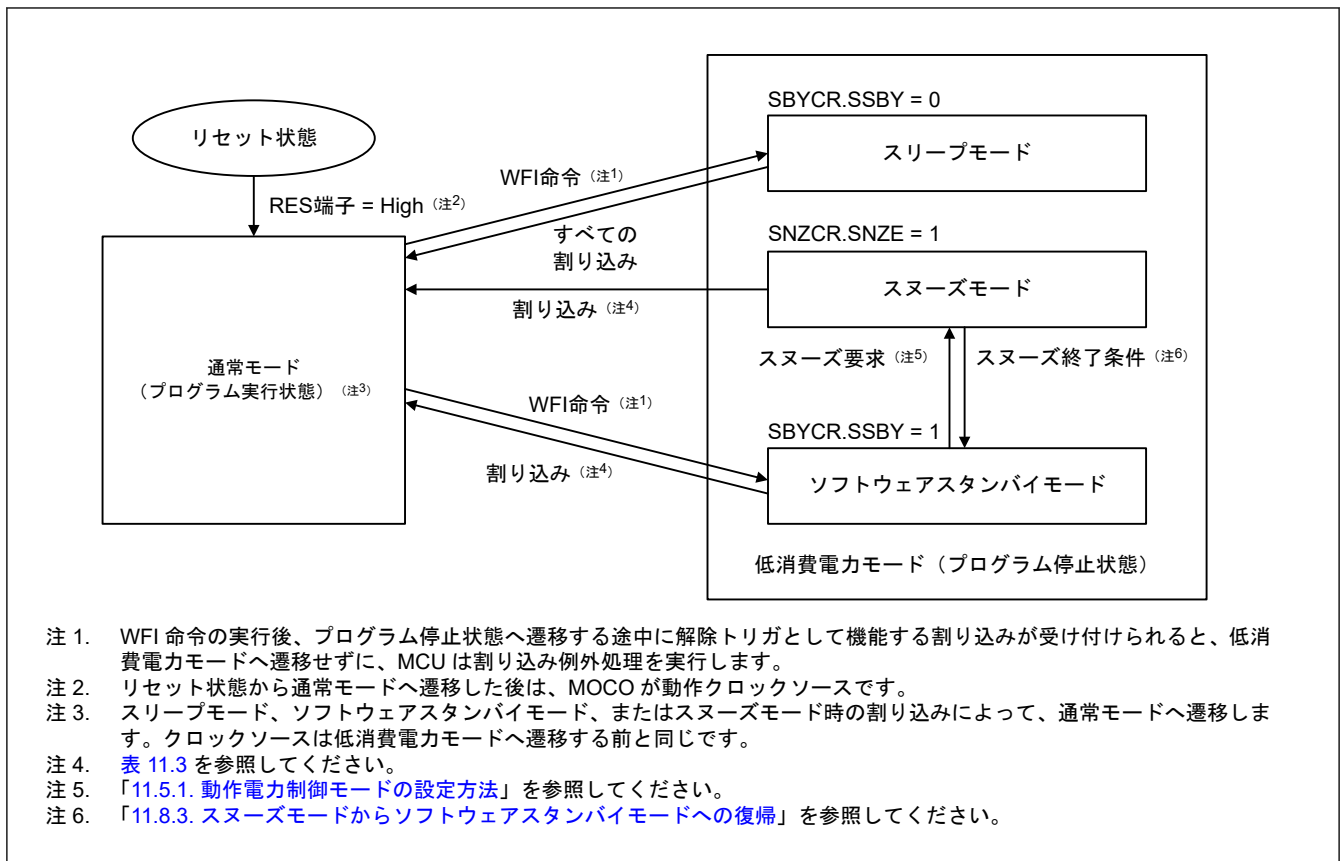 SBYCR.SSBY = 0
リセット状態
スリープモード
WFI命令（注1）
RES端子 = High（注2）
すべての
割り込み
SNZCR.SNZE = 1
スヌーズモード
割り込み（注4）
通常モード
（プログラム実行状態）（注3）
スヌーズ要求（注5）
スヌーズ終了条件（注6）
WFI命令（注1）
SBYCR.SSBY = 1
割り込み（注4）
ソフトウェアスタンバイモード
低消費電力モード（プログラム停止状態）
注 1. WFI 命令の実行後、プログラム停止状態へ遷移する途中に解除トリガとして機能する割り込みが受け付けられると、低消
費電力モードへ遷移せずに、MCU は割り込み例外処理を実行します。
注 2. リセット状態から通常モードへ遷移した後は、MOCO が動作クロックソースです。
注 3. スリープモード、ソフトウェアスタンバイモード、またはスヌーズモード時の割り込みによって、通常モードへ遷移しま
す。クロックソースは低消費電力モードへ遷移する前と同じです。
注 4. 表 11.3 を参照してください。
注 5. 「11.5.1. 動作電力制御モードの設定方法」を参照してください。
注 6. 「11.8.3. スヌーズモードからソフトウェアスタンバイモードへの復帰」を参照してください。